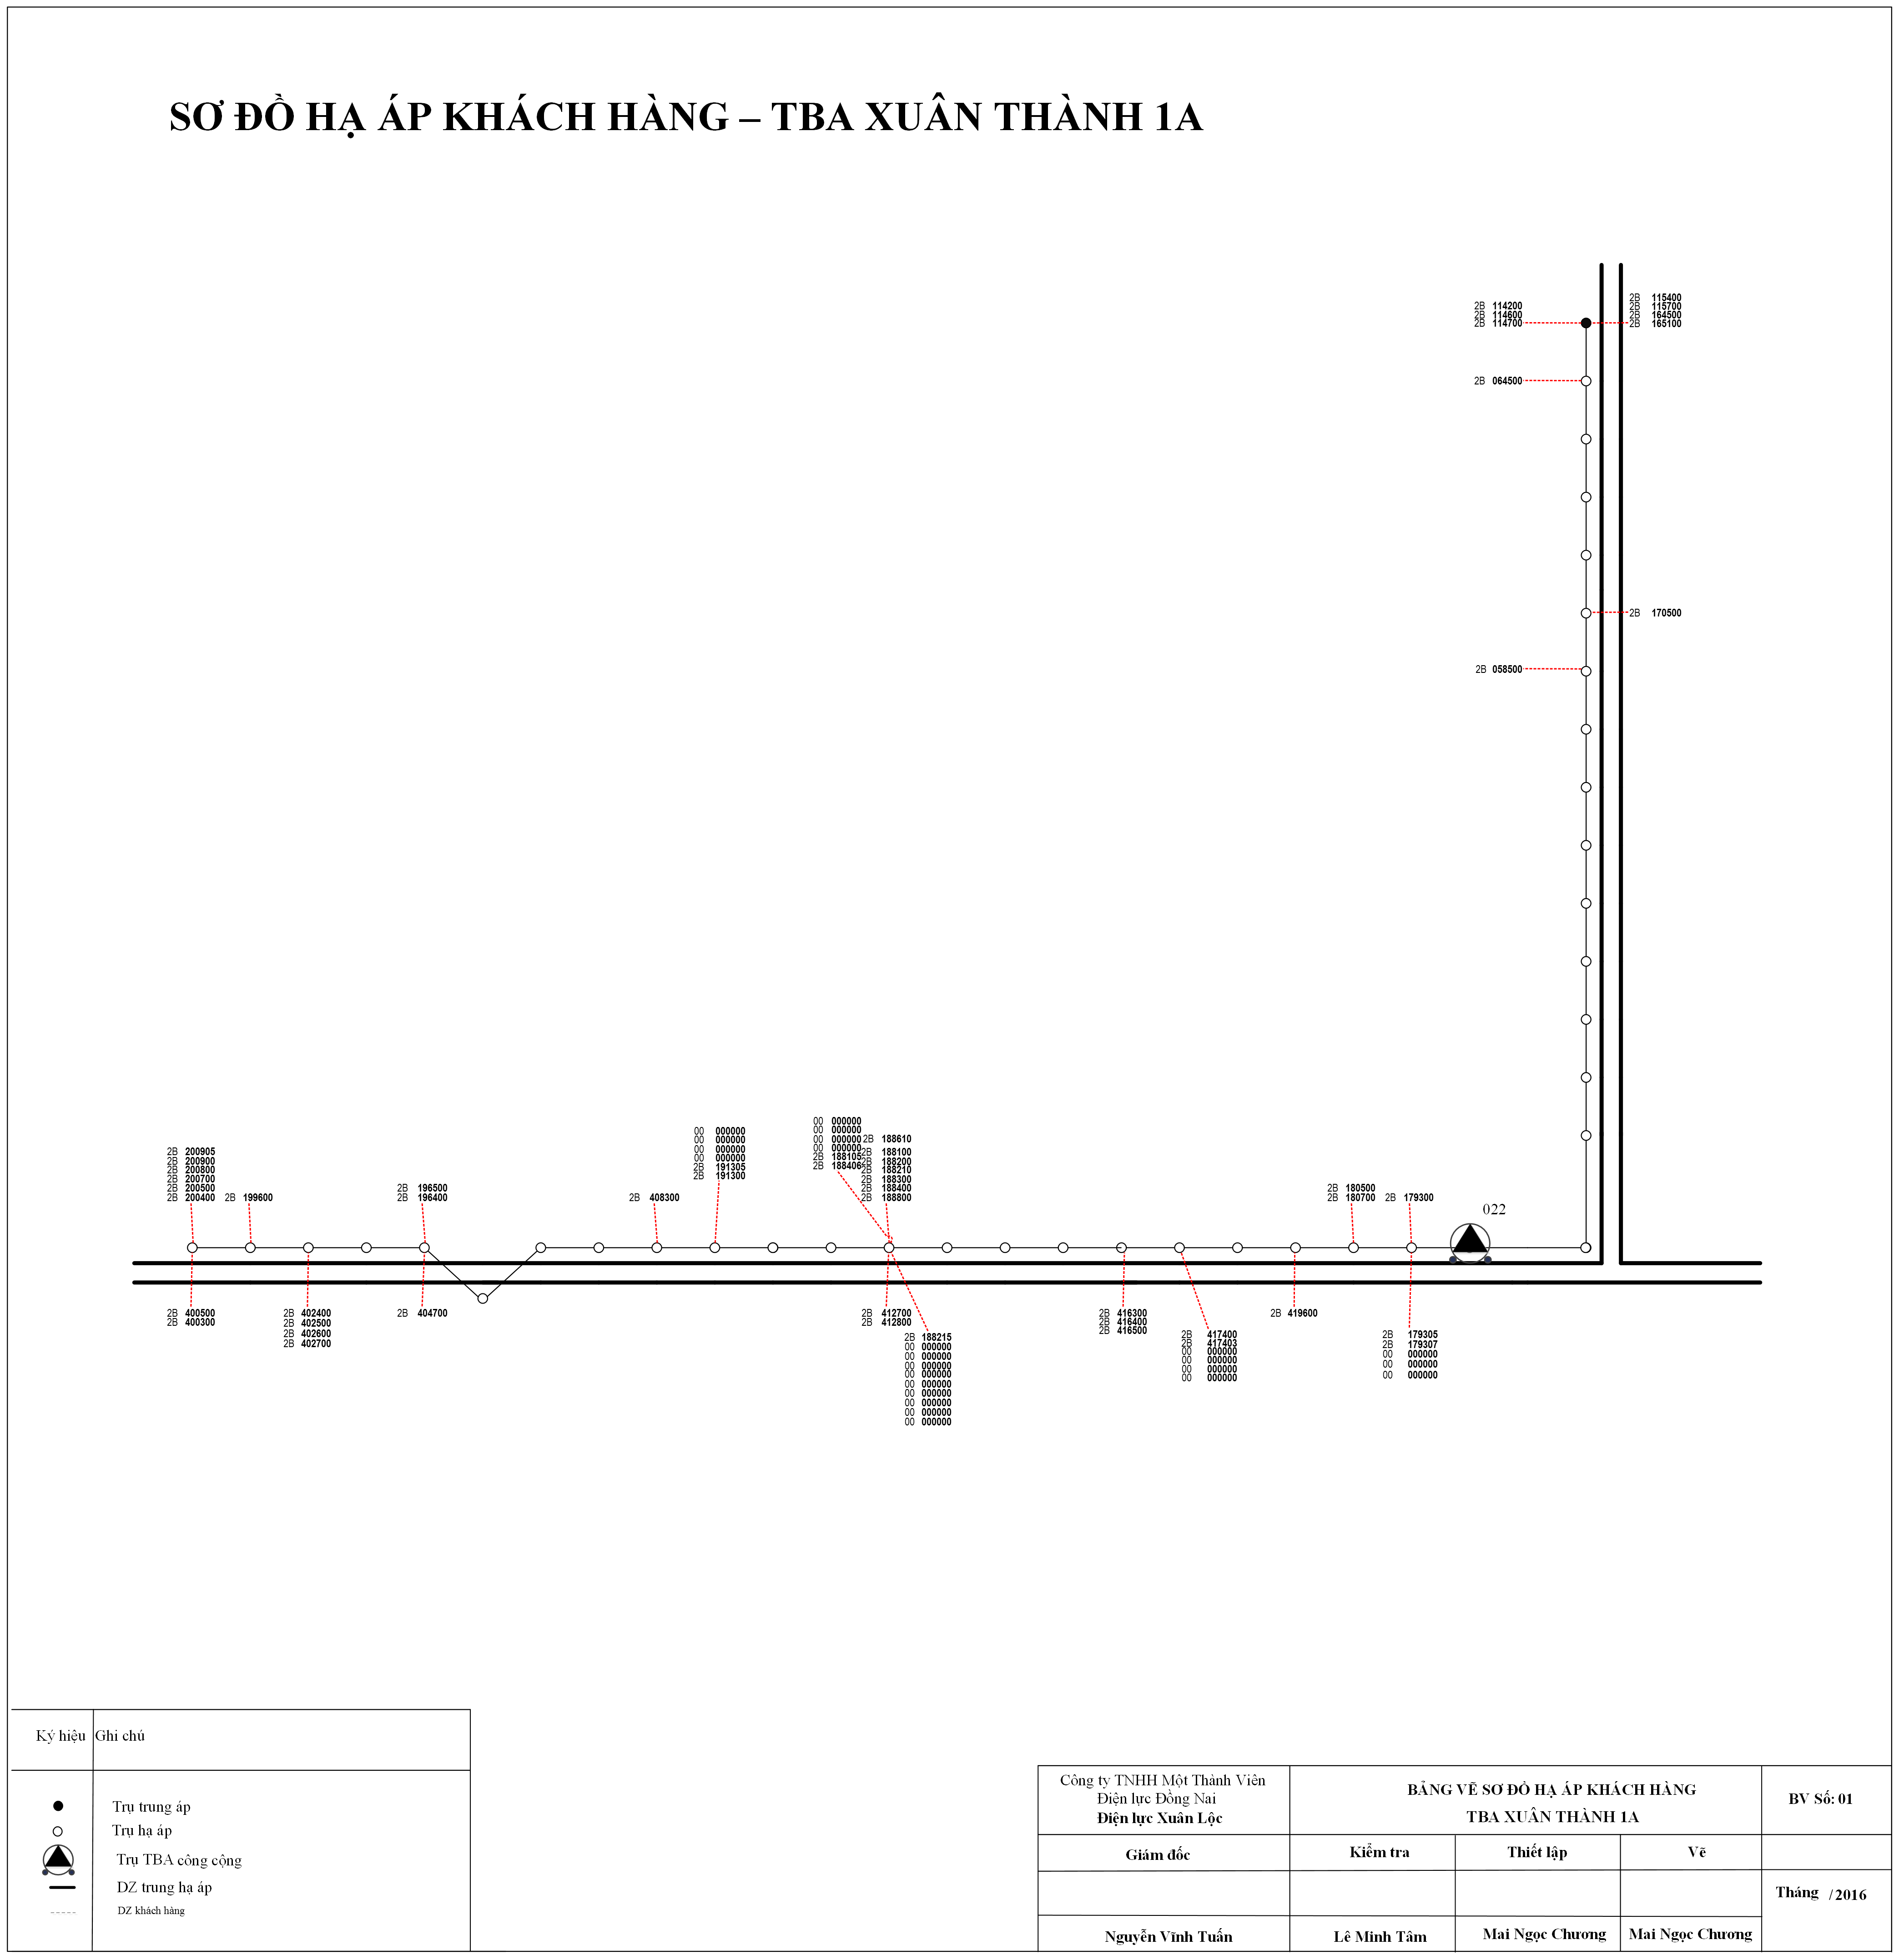 SƠ ĐỒ HẠ ÁP KHÁCH HÀNG – TBA XUÂN THÀNH 1A
2B 114200
2B 114600
2B 114700
2B 115400
2B 115700
2B 164500
2B 165100
2B 064500
2B 170500
2B 058500
2B 200905
2B 200900
2B 200800
2B 200700
2B 200500
2B 200400
2B 199600
2B 196500
2B 196400
2B 408300
00 000000
00 000000
00 000000
00 000000
2B 191305
2B 191300
00 000000
00 000000
00 000000
00 000000
2B 188105
2B 188406
2B 188610
2B 188100
2B 188200
2B 188210
2B 188300
2B 188400
2B 188800
2B 180500
2B 180700
2B 179300
022
2B 400500
2B 400300
2B 402400
2B 402500
2B 402600
2B 402700
2B 404700
2B 412700
2B 412800
2B 188215
00 000000
00 000000
00 000000
00 000000
00 000000
00 000000
00 000000
00 000000
00 000000
2B 416300
2B 416400
2B 416500
2B 417400
2B 417403
00 000000
00 000000
00 000000
00 000000
2B 419600
2B 179305
2B 179307
00 000000
00 000000
00 000000
Ký hiệu Ghi chú
Trụ trung áp
Trụ hạ áp
Trụ TBA công cộng
DZ trung hạ áp
DZ khách hàng
Công ty TNHH Một Thành Viên
Điện lực Đồng Nai
Điện lực Xuân Lộc
BẢNG VẼ SƠ ĐỒ HẠ ÁP KHÁCH HÀNG
TBA XUÂN THÀNH 1A
BV Số: 01
Giám đốc
Kiểm tra
Thiết lập
Vẽ
Tháng / 2016
Nguyễn Vĩnh Tuấn
Lê Minh Tâm
Mai Ngọc Chương
Mai Ngọc Chương